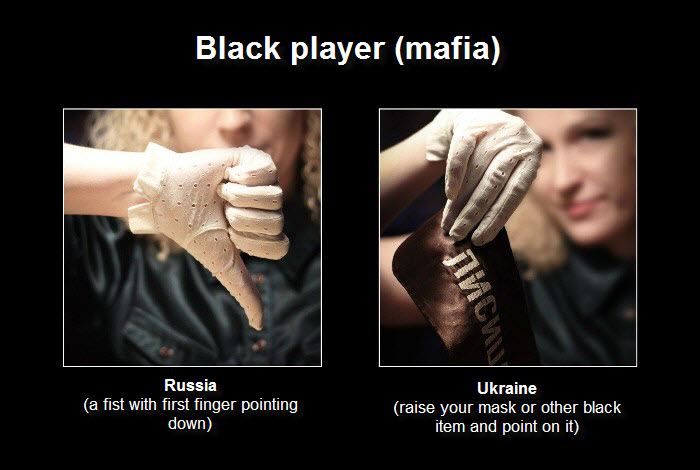 Black player (mafia)
Russia
(a fist with first finger pointing
down)
Ukraine
(raise your mask or other black
item and point on it)